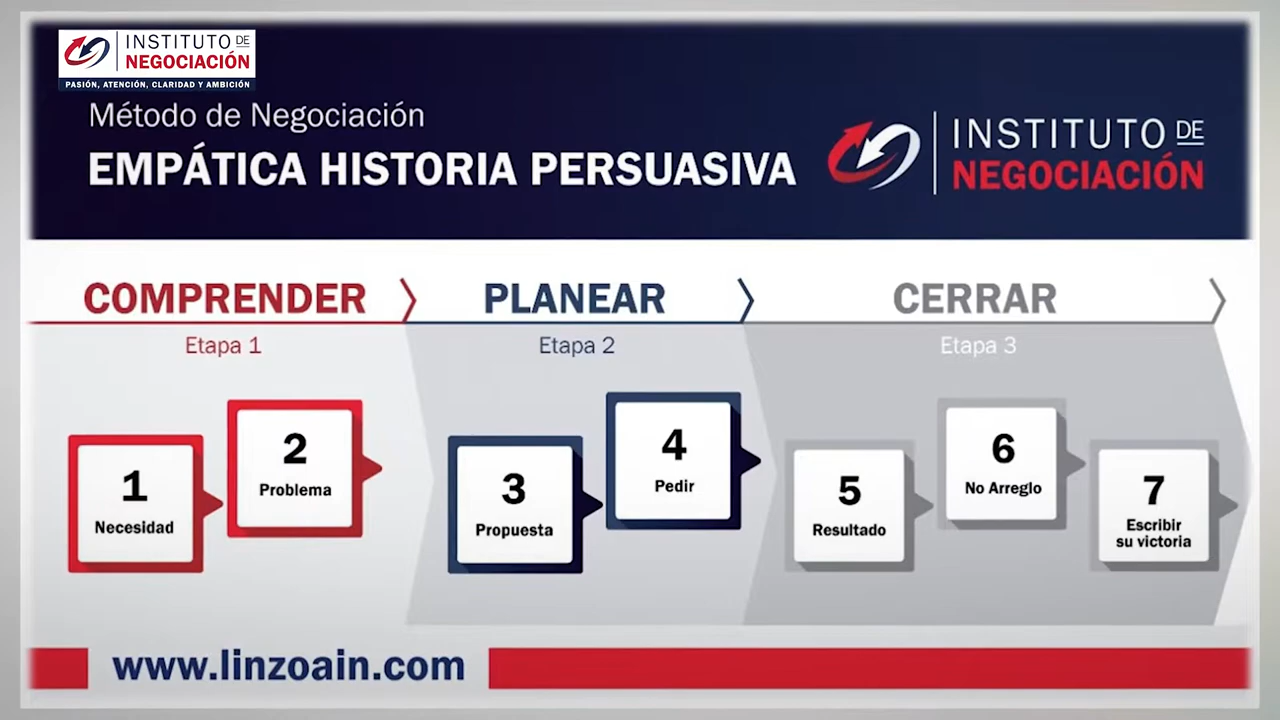 INSTITUTO DE
NEGOCIACIÓN
PASIÓN, ATENCIÓN, CLARIDAD Y AMBICIÓN
Método de Negociación
EMPÁTICA HISTORIA PERSUASIVA
INSTITUTO DE
NEGOCIACIÓN
COMPRENDER
PLANEAR
CERRAR
Etapa 1
Etapa 2
Etapa 3
1
Necesidad
2
Problema
3
Propuesta
4
Pedir
5
Resultado
6
No Arreglo
7
Escribir
su victoria
www.linzoain.com